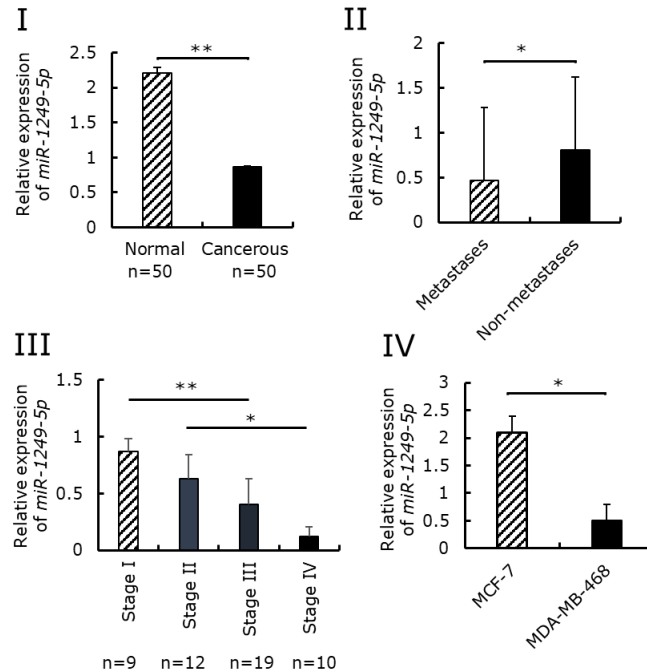 I
Relative expression
of miR-1249-5p
2.5
2
1.5
1
0.5
0
**
Normal
n=50
Cancerous
n=50
II
Relative expression
of miR-1249-5p
2
1.5
1
0.5
0
*
Metastases
Non-metastases
III
Relative expression
of miR-1249-5p
1.5
1
0.5
0
**
*
Stage I
Stage II
Stage III
Stage IV
n=9
n=12
n=19
n=10
IV
Relative expression
of miR-1249-5p
3
2.5
2
1.5
1
0.5
0
*
MCF-7
MDA-MB-468